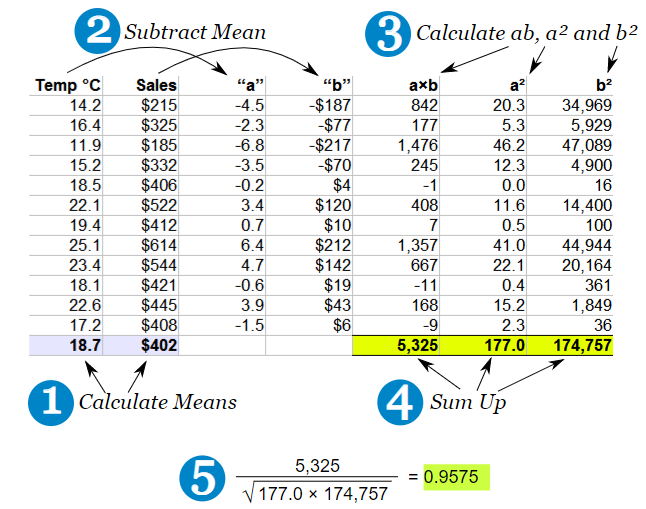 2 Subtract Mean
3 Calculate ab, a² and b²
Temp °C Sales “a” “b” a×b a² b²
14.2 $215 -4.5 -$187 842 20.3 34,969
16.4 $325 -2.3 -$77 177 5.3 5,929
11.9 $185 -6.8 -$217 1,476 46.2 47,089
15.2 $332 -3.5 -$70 245 12.3 4,900
18.5 $406 -0.2 $4 -1 0.0 16
22.1 $522 3.4 $120 408 11.6 14,400
19.4 $412 0.7 $10 7 0.5 100
25.1 $614 6.4 $212 1,357 41.0 44,944
23.4 $544 4.7 $142 667 22.1 20,164
18.1 $421 -0.6 $19 -11 0.4 361
22.6 $445 3.9 $43 168 15.2 1,849
17.2 $408 -1.5 $6 -9 2.3 36
18.7 $402 5,325 177.0 174,757
1 Calculate Means
4 Sum Up
5
5,325
√177.0 × 174,757
= 0.9575